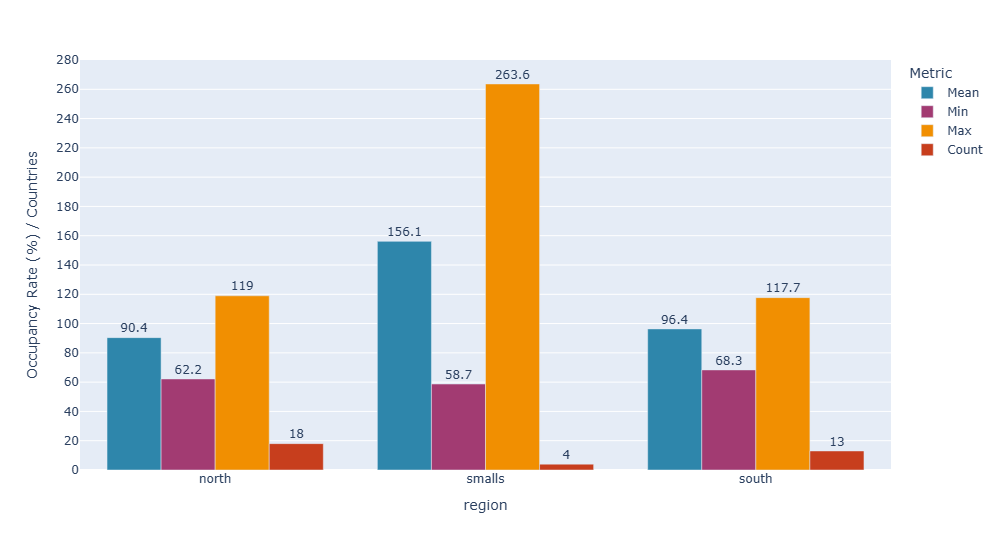 Metric
Mean
Min
Max
Count
Occupancy Rate (%) / Countries
280
260
240
220
200
180
160
140
120
100
80
60
40
20
0
90.4
62.2
119
18
156.1
58.7
263.6
4
96.4
68.3
117.7
13
north
smalls
south
region